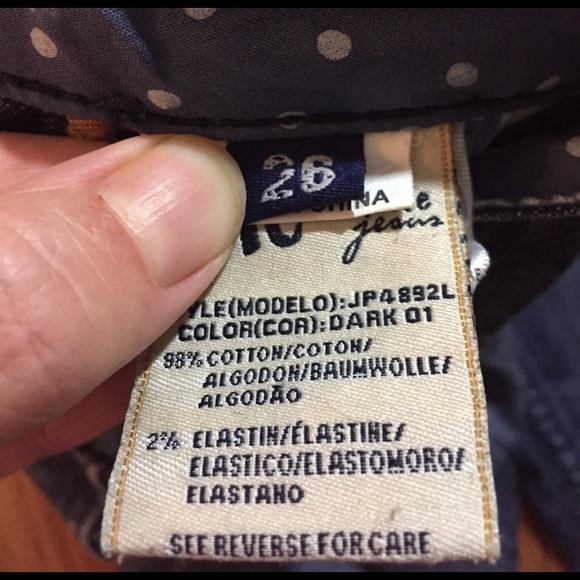 26
CHINA
jeans
YLE(MODELO):JP4892L
COLOR(COR):DARK 01
98% COTTON/COTON/
ALGODON/BAUMWOLLE/
ALGODÃO
2% ELASTIN/ÉLASTINE/
ELASTICO/ELASTOMORO/
ELASTANO
SEE REVERSE FOR CARE